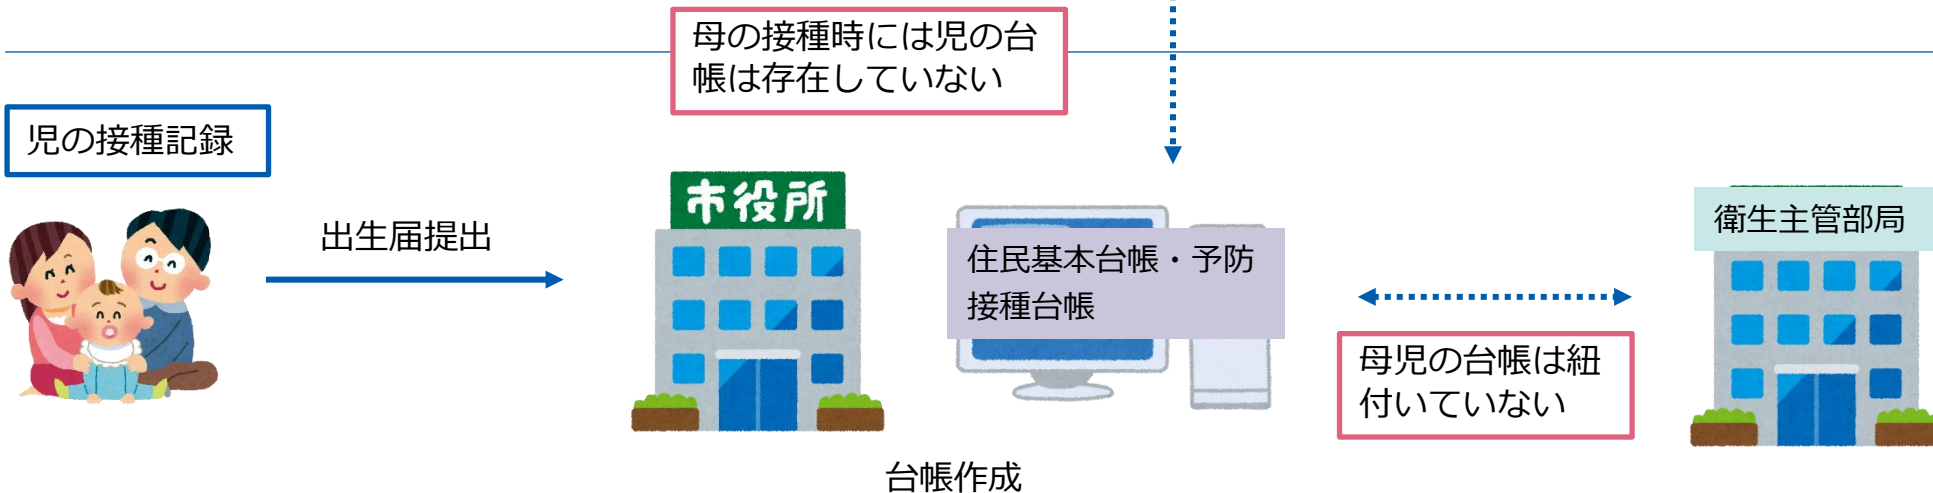 母の接種時には児の台
帳は存在していない
児の接種記録
出生届提出
市役所
住民基本台帳・予防
接種台帳
衛生主管部局
母児の台帳は紐
付いていない
台帳作成